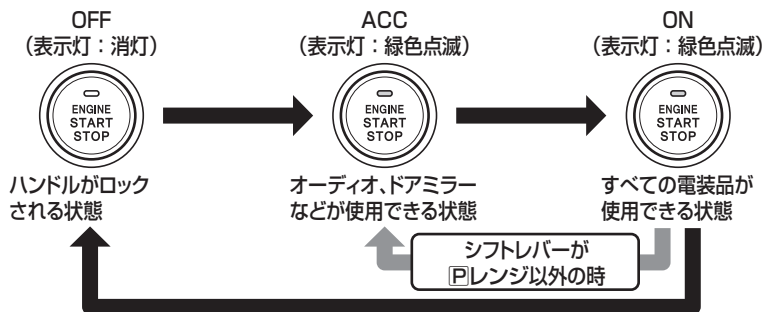 OFF
(表示灯：消灯)
ENGINE
START
STOP
ハンドルがロック
される状態
ACC
(表示灯：緑色点滅)
ENGINE
START
STOP
オーディオ、ドアミラー
などが使用できる状態
ON
(表示灯：緑色点滅)
ENGINE
START
STOP
すべての電装品が
使用できる状態
シフトレバーが
Pレンジ以外の時